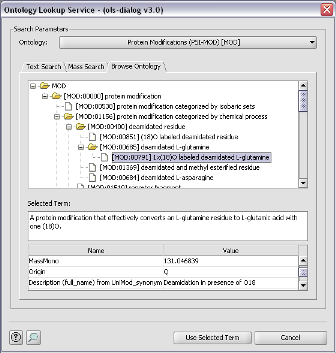 Ontology Lookup Service - (ols-dialog v3.0)
Search Parameters
Ontology: Protein Modifications (PSI-MOD) [MOD]
Text Search Mass Search Browse Ontology
MOD
[MOD:00000] protein modification
[MOD:00538] protein modification categorized by isobaric sets
[MOD:01156] protein modification categorized by chemical process
[MOD:00400] deamidated residue
[MOD:00851] (18)O labeled deamidated residue
[MOD:00685] deamidated L-glutamine
[MOD:00791] 1x(18)O labeled deamidated L-glutamine
[MOD:01369] deamidated and methyl esterified residue
[MOD:00684] deamidated L-asparagine
Selected Term:
A protein modification that effectively converts an L-glutamine residue to L-glutamic acid with
one (18)O.
Name Value
MassMono 131.046839
Origin Q
Description (full_name) from UniMod_synonym Deamidation in presence of O18
? Use Selected Term Cancel